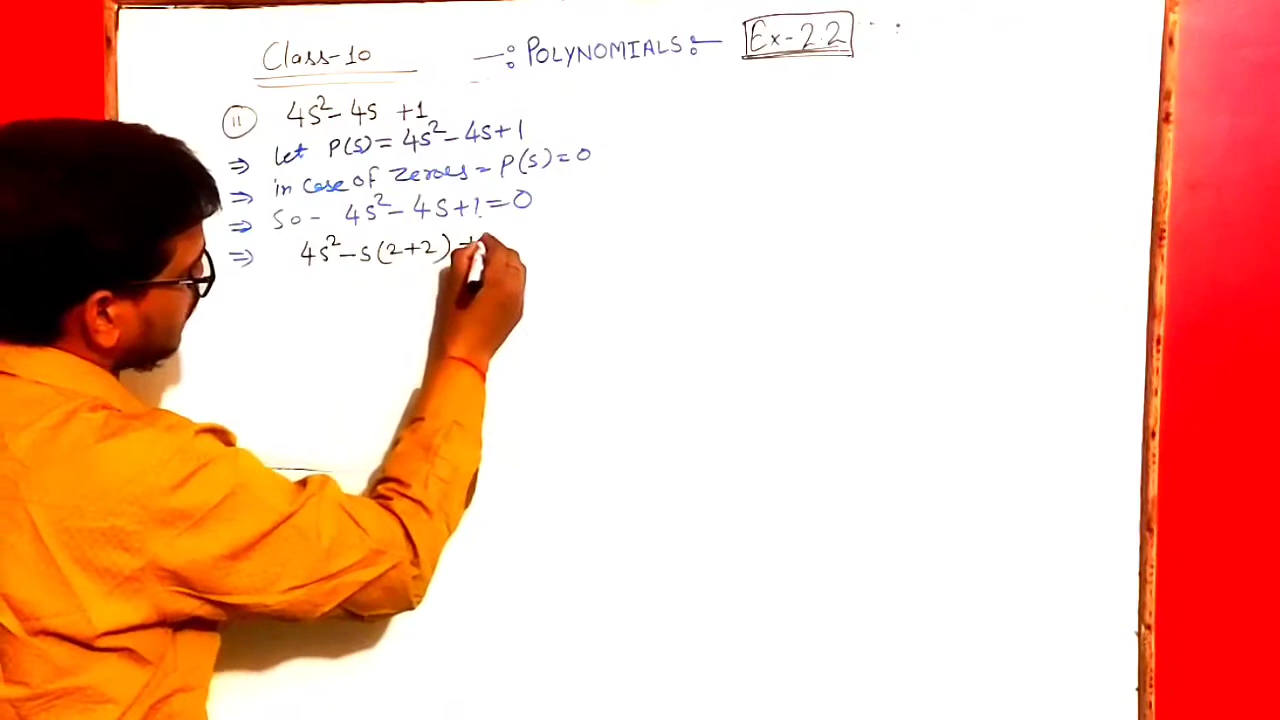 Class-10 —: POLYNOMIALS :— Ex-2.2
ii 4s²- 4s +1
⇒ let P(s)= 4s²- 4s+1
⇒ in case of zeroes = P(s)=0
⇒ So- 4s²- 4s+1=0
⇒ 4s²-s(2+2)+